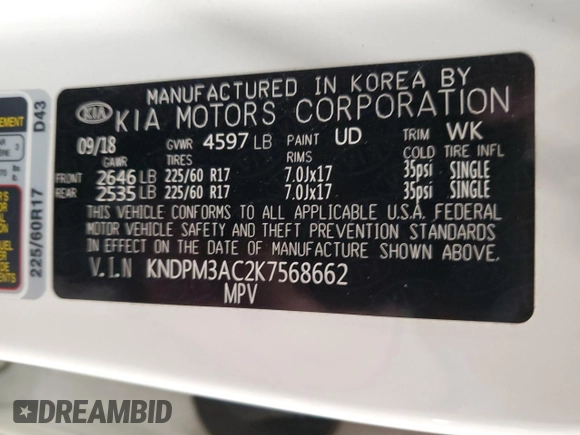 MANUFACTURED IN KOREA BY
KIA KIA MOTORS CORPORATION
09/18 GVWR 4597 LB PAINT UD TRIM WK
GAWR TIRES RIMS COLD TIRE INFL
FRONT 2646 LB 225/60 R17 7.0Jx17 35psi SINGLE
REAR 2535 LB 225/60 R17 7.0Jx17 35psi SINGLE
THIS VEHICLE CONFORMS TO ALL APPLICABLE U.S.A. FEDERAL
MOTOR VEHICLE SAFETY AND THEFT PREVENTION STANDARDS
IN EFFECT ON THE DATE OF MANUFACTURE SHOWN ABOVE.
V.I.N KNDPM3AC2K7568662
MPV
225/60R17 D43
DREAMBID